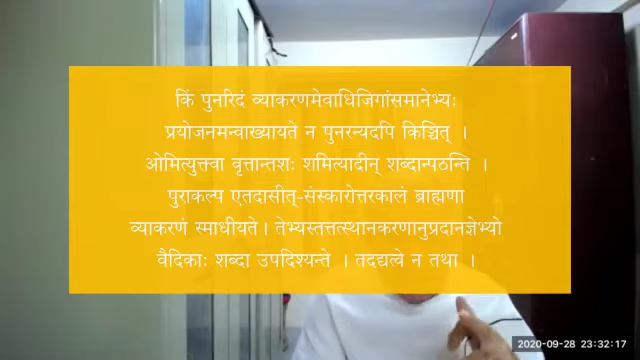 किं पुनरिदं व्याकरणमेवाधिजिगांसमानेभ्यः
प्रयोजनमन्वाख्यायते न पुनरन्यदपि किञ्चित् ।
ओमित्युक्तवा वृत्तान्तशः शमित्यादीन् शब्दान्पठन्ति ।
पुराकल्प एतदासीत्-संस्कारोत्तरकालं ब्राह्मणा
व्याकरणं स्माधीयते । तेभ्यस्तत्तत्स्थानकरणानुप्रदानज्ञेभ्यो
वैदिकाः शब्दा उपदिश्यन्ते । तदद्यत्वे न तथा ।
2020-09-28 23:32:17